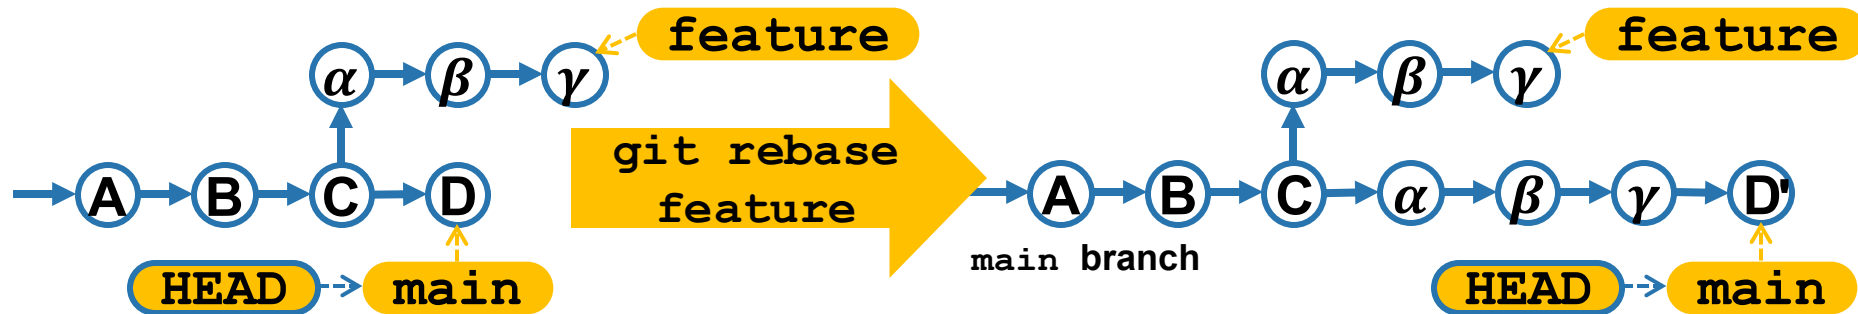 feature
α β γ
A B C D
HEAD main
git rebase
feature
feature
α β γ
A B C α β γ D'
main branch
HEAD main